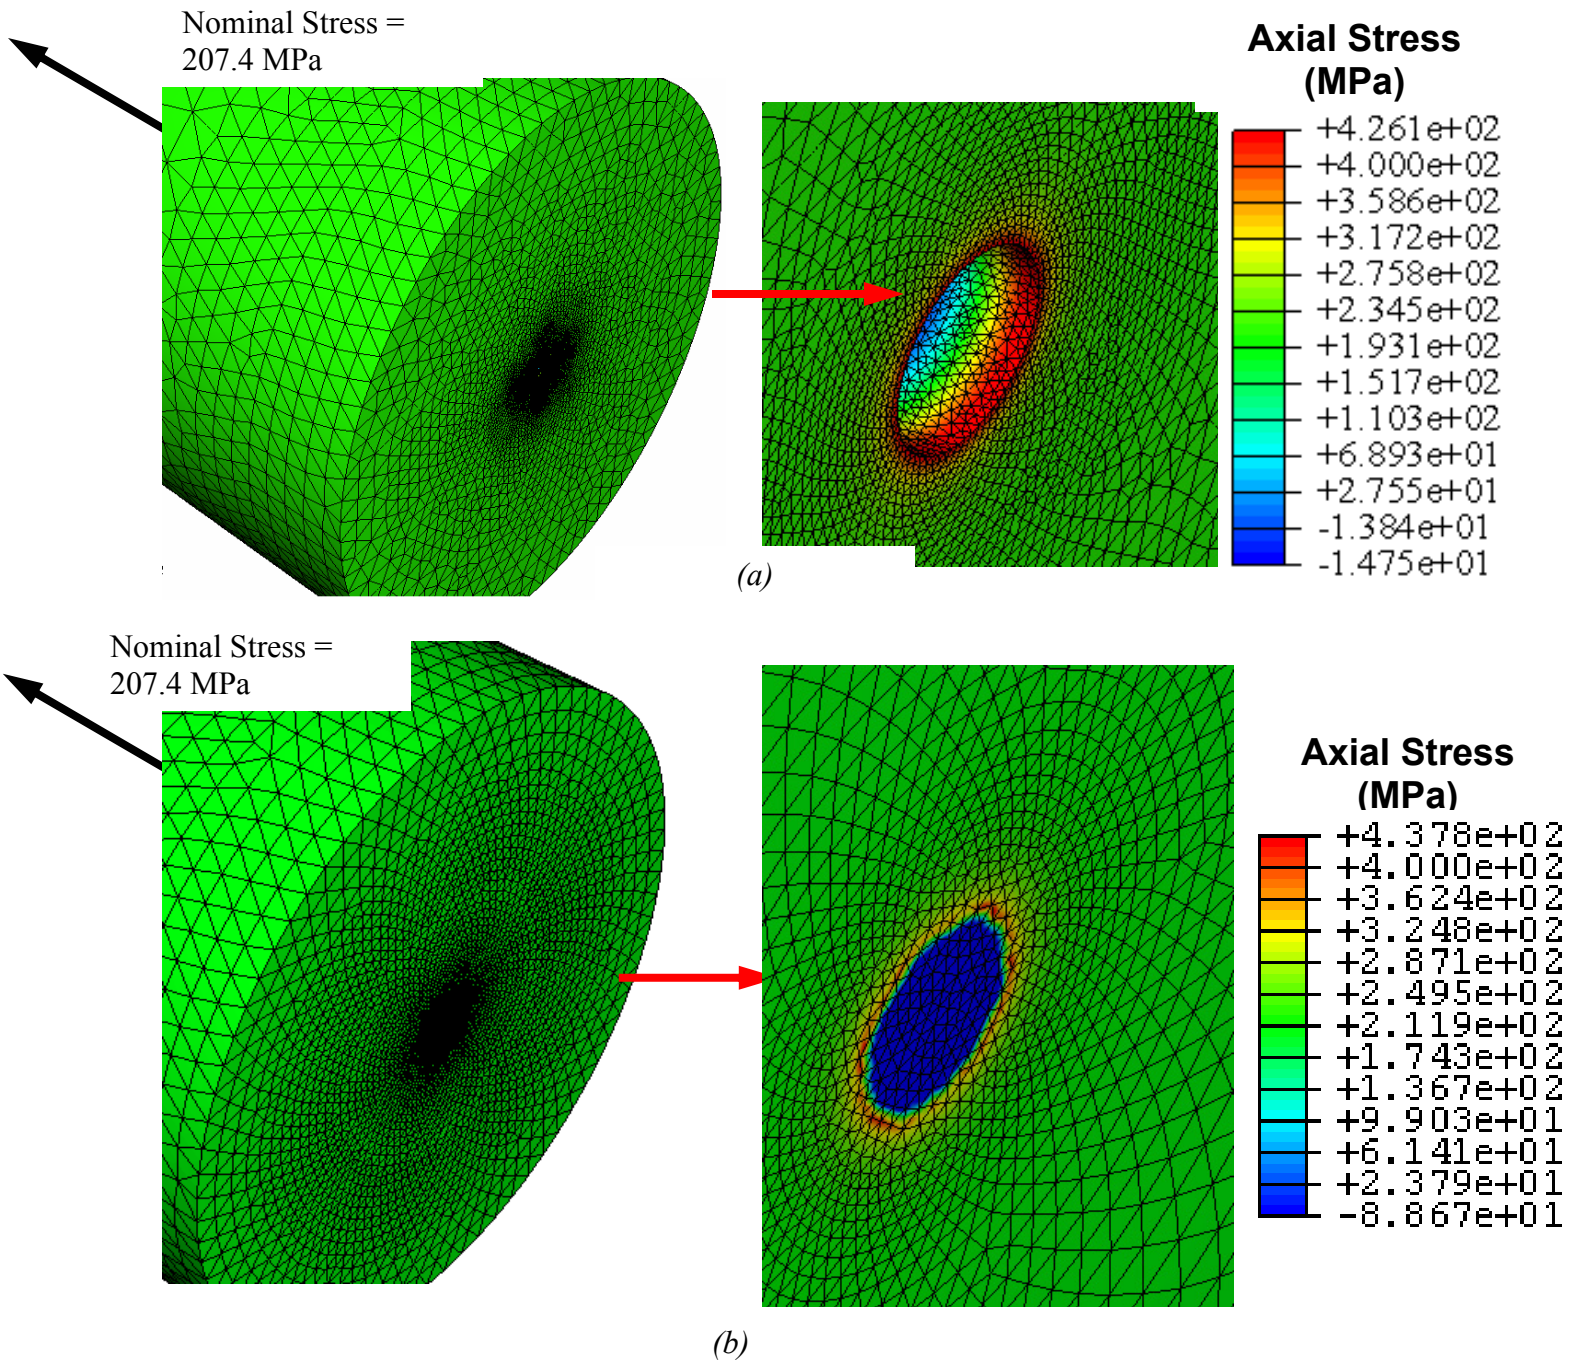 Nominal Stress =
207.4 MPa
Axial Stress
(MPa)
+4.261e+02
+4.000e+02
+3.586e+02
+3.172e+02
+2.758e+02
+2.345e+02
+1.931e+02
+1.517e+02
+1.103e+02
+6.893e+01
+2.755e+01
-1.384e+01
-1.475e+01
(a)
Nominal Stress =
207.4 MPa
Axial Stress
(MPa)
+4.378e+02
+4.000e+02
+3.624e+02
+3.248e+02
+2.871e+02
+2.495e+02
+2.119e+02
+1.743e+02
+1.367e+02
+9.903e+01
+6.141e+01
+2.379e+01
-8.867e+01
(b)